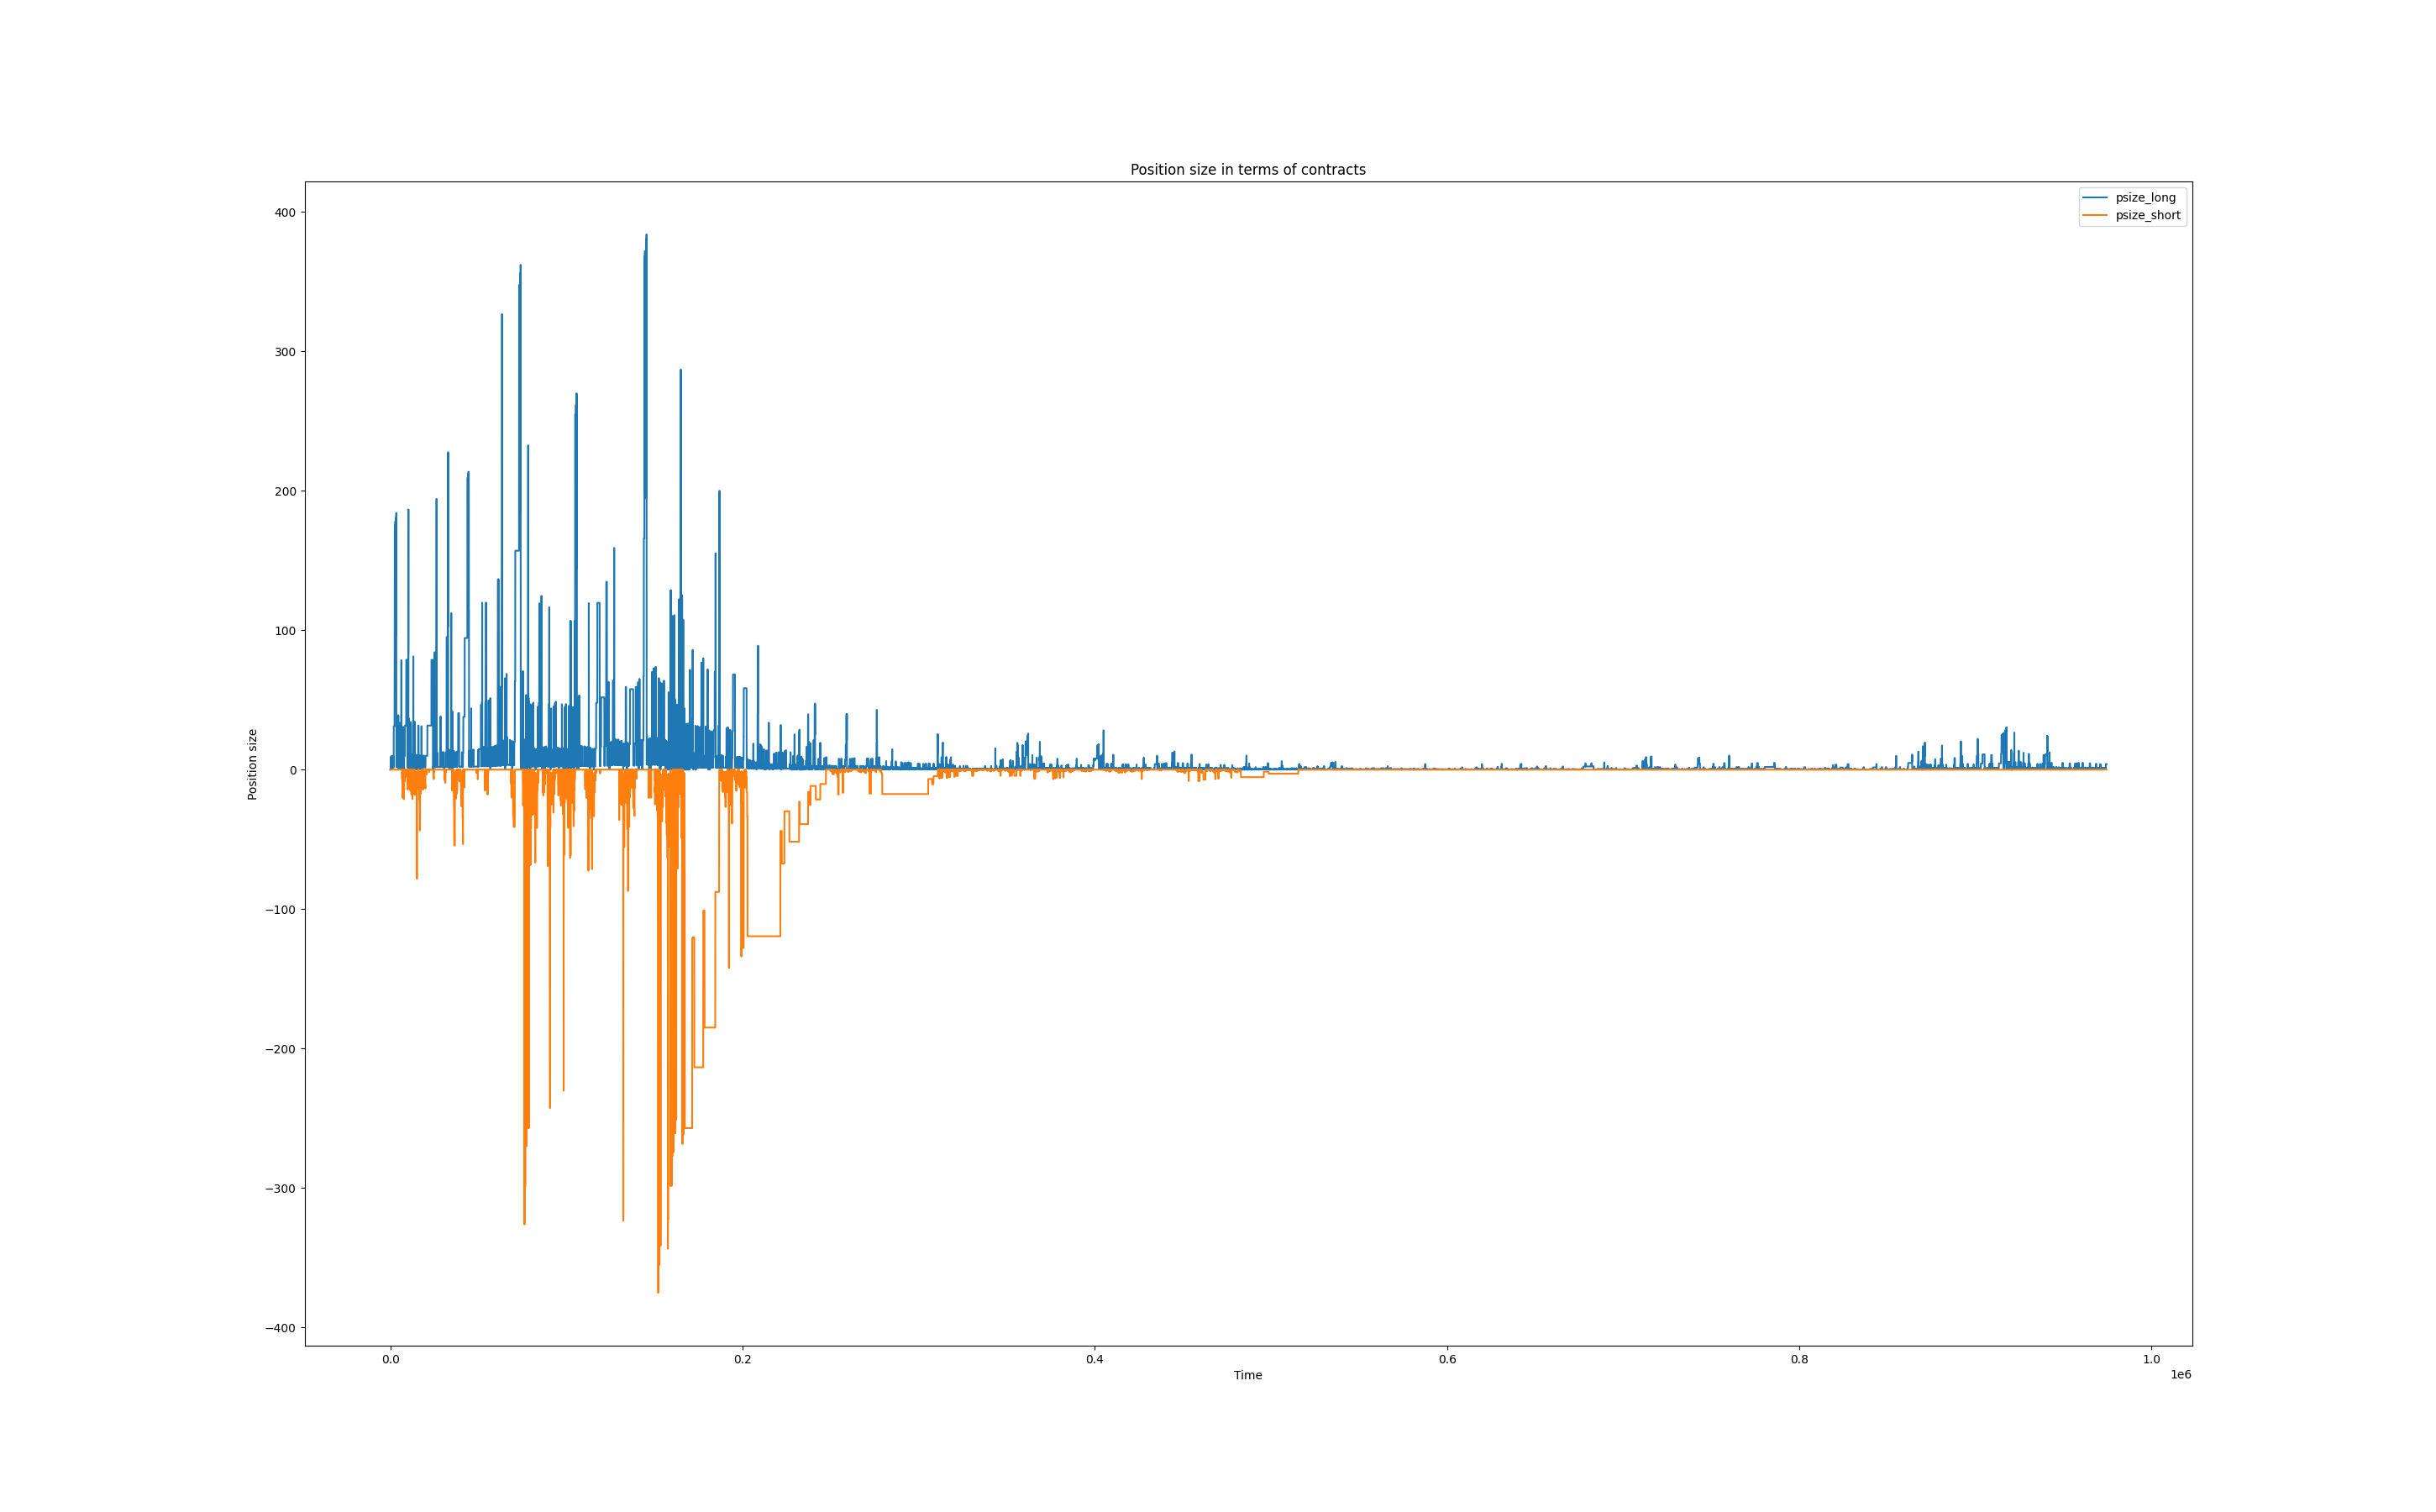 Position size in terms of contracts
psize_long
psize_short
400
300
200
100
0
−100
−200
−300
−400
Position size
0.0
0.2
0.4
0.6
0.8
1.0
Time
1e6